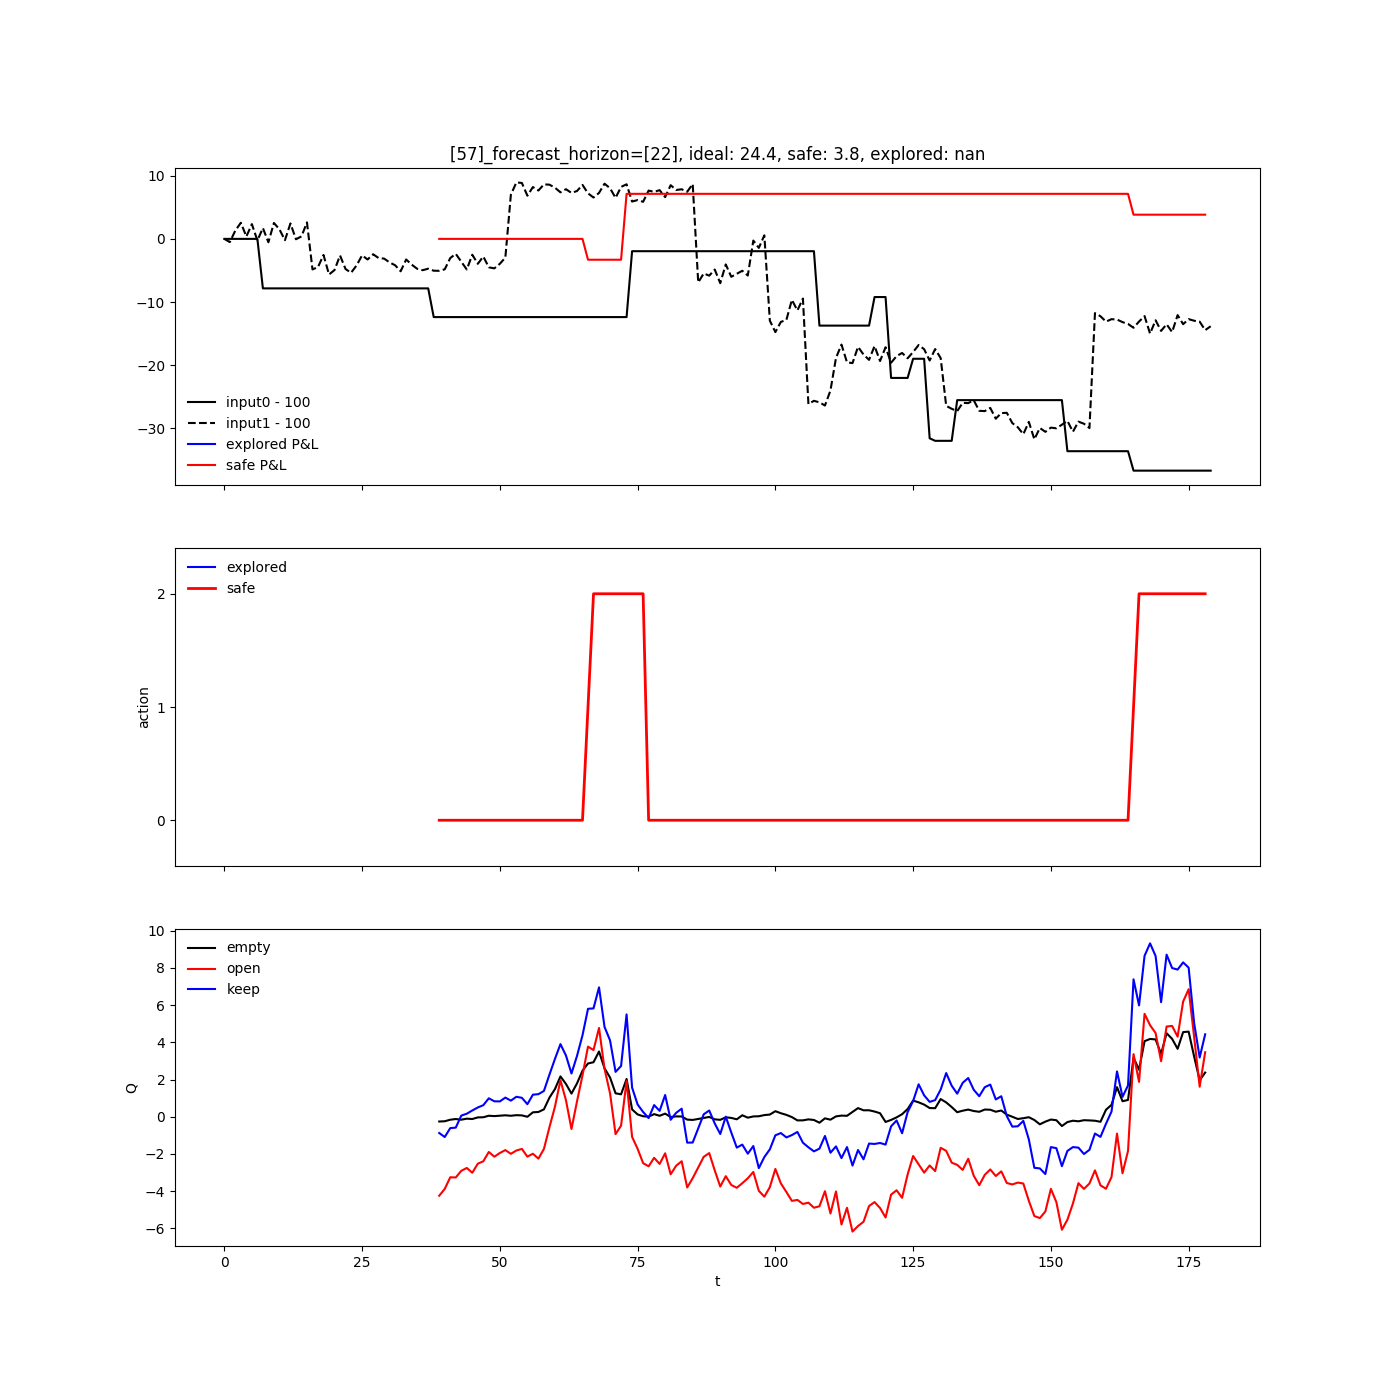 [57]_forecast_horizon=[22], ideal: 24.4, safe: 3.8, explored: nan
10
0
−10
−20
−30
input0 - 100
input1 - 100
explored P&L
safe P&L
2
1
0
action
explored
safe
10
8
6
4
2
0
−2
−4
−6
Q
empty
open
keep
0 25 50 75 100 125 150 175
t